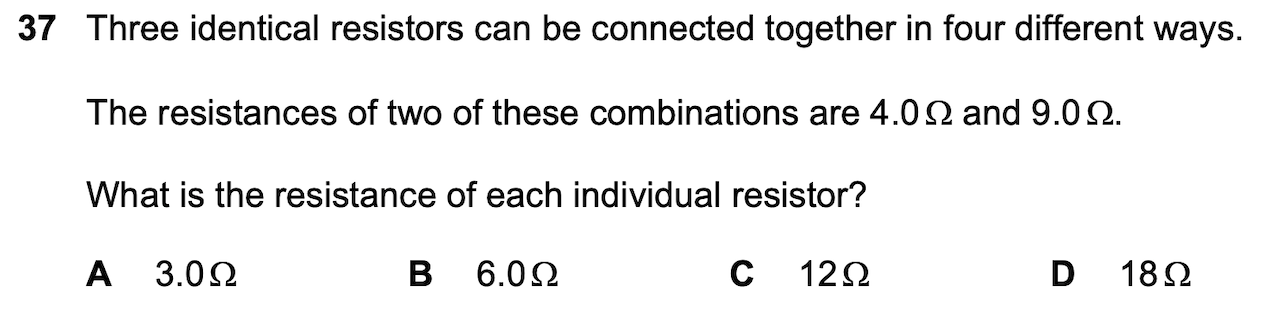 37 Three identical resistors can be connected together in four different ways.
The resistances of two of these combinations are 4.0 Ω and 9.0 Ω.
What is the resistance of each individual resistor?
A 3.0 Ω B 6.0 Ω C 12 Ω D 18 Ω